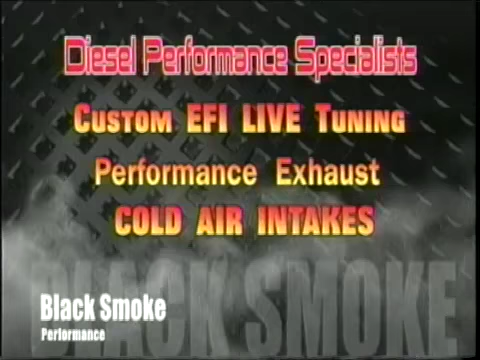 Diesel Performance Specialists
CUSTOM EFI LIVE TUNING
Performance Exhaust
COLD AIR INTAKES
BLACK SMOKE
Black Smoke
Performance